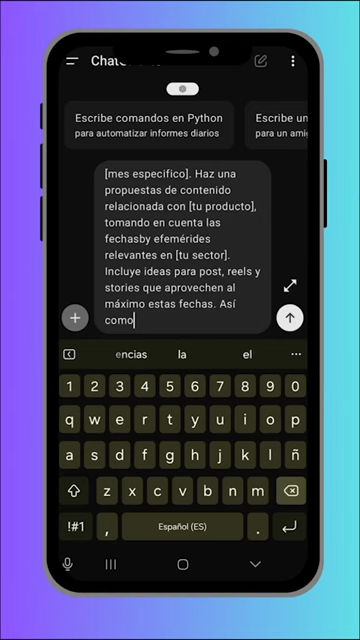 Escribe comandos en Python
para automatizar informes diarios
Escribe un
para un amig
[mes especifico]. Haz una
propuestas de contenido
relacionada con [tu producto],
tomando en cuenta las
fechasby efemérides
relevantes en [tu sector].
Incluye ideas para post, reels y
stories que aprovechen al
máximo estas fechas. Así
como
encias la el
1 2 3 4 5 6 7 8 9 0
q w e r t y u i o p
a s d f g h j k l ñ
z x c v b n m
!#1 , Español (ES) .